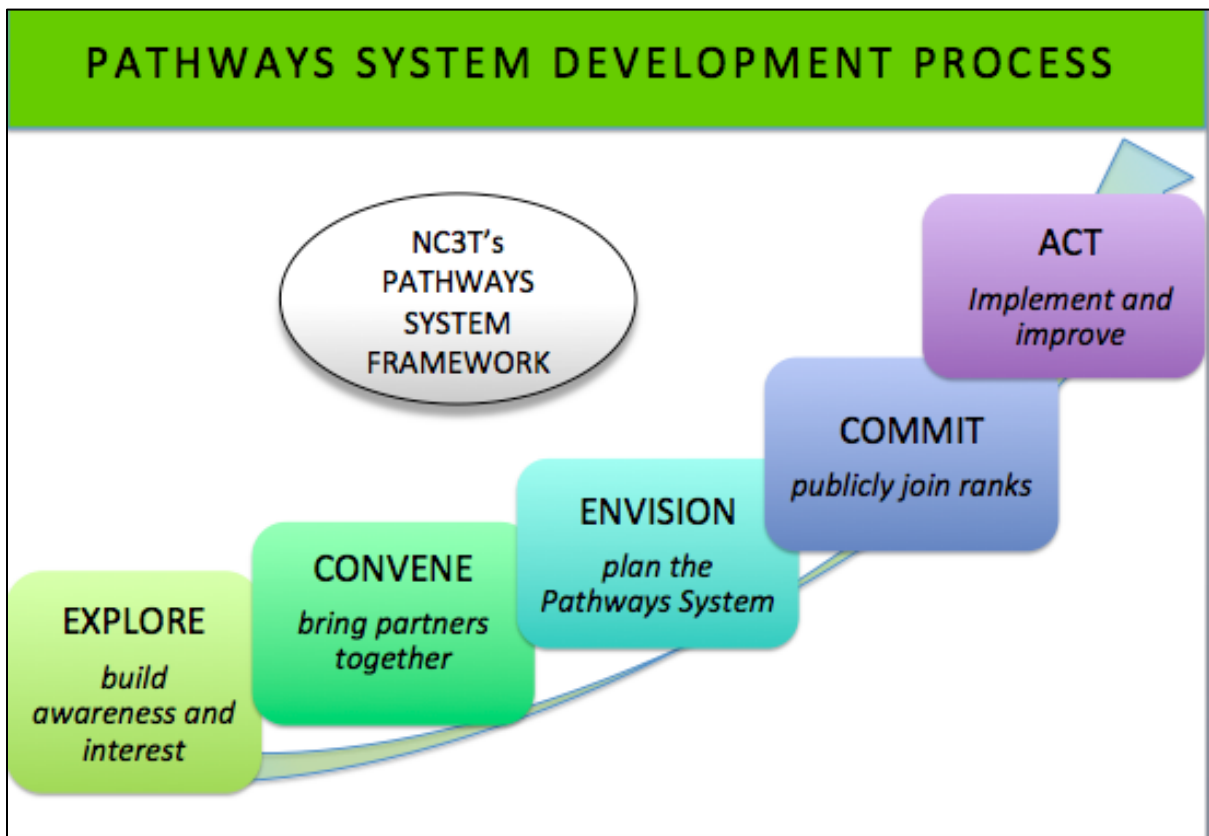 PATHWAYS SYSTEM DEVELOPMENT PROCESS
NC3T's
PATHWAYS
SYSTEM
FRAMEWORK
EXPLORE
build
awareness and
interest
CONVENE
bring partners
together
ENVISION
plan the
Pathways System
COMMIT
publicly join ranks
ACT
Implement and
improve